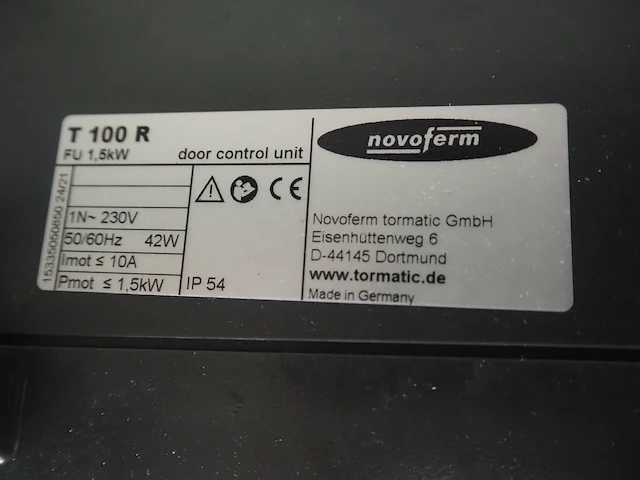 T 100 R
FU 1,5kW
door control unit
1N~ 230V
50/60Hz 42W
Imot ≤ 10A
Pmot ≤ 1,5kW
IP 54
15335050850 24/21
CE
novoferm
Novoferm tormatic GmbH
Eisenhüttenweg 6
D-44145 Dortmund
www.tormatic.de
Made in Germany